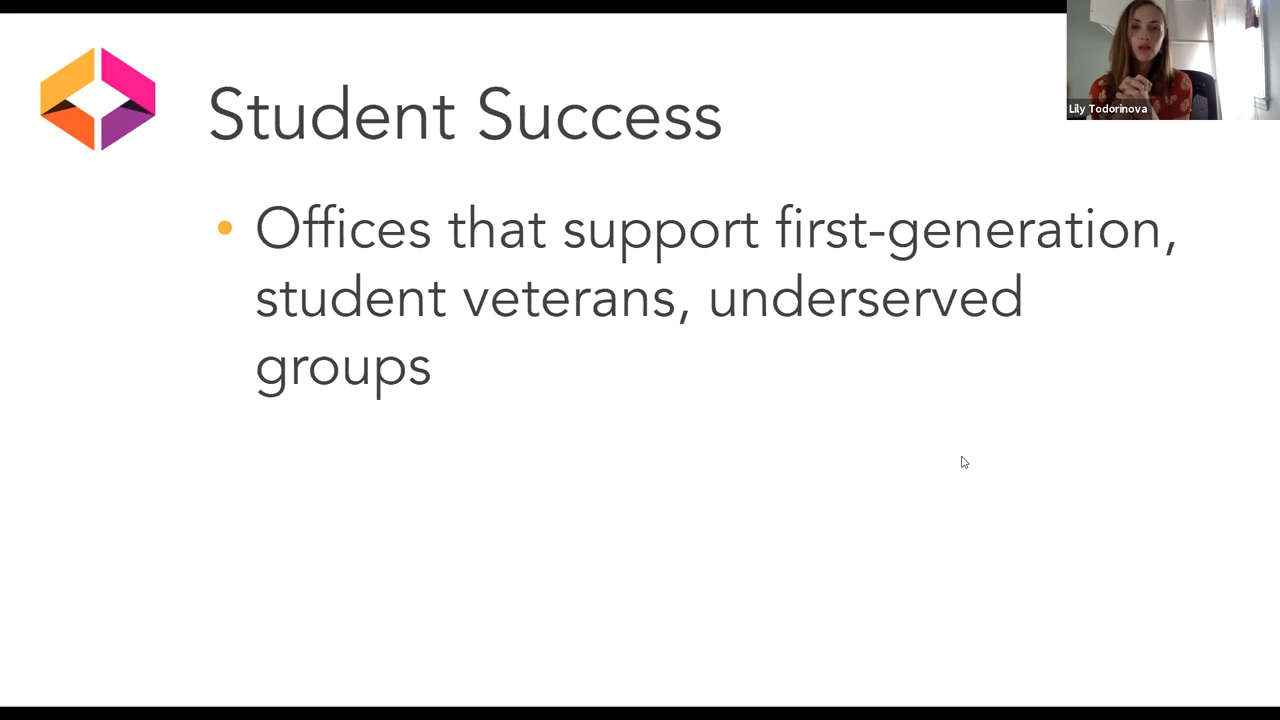 Student Success
Lily Todorinova
• Offices that support first-generation,
student veterans, underserved
groups